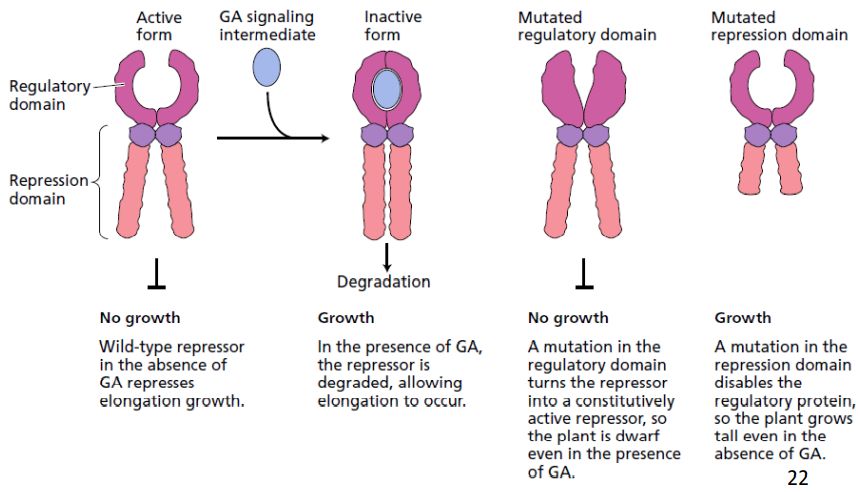 Active
form
GA signaling
intermediate
Inactive
form
Mutated
regulatory domain
Mutated
repression domain
Regulatory
domain
Repression
domain
Degradation
No growth
Wild-type repressor
in the absence of
GA represses
elongation growth.
Growth
In the presence of GA,
the repressor is
degraded, allowing
elongation to occur.
No growth
A mutation in the
regulatory domain
turns the repressor
into a constitutively
active repressor, so
the plant is dwarf
even in the presence
of GA.
Growth
A mutation in the
repression domain
disables the
regulatory protein,
so the plant grows
tall even in the
absence of GA.
22